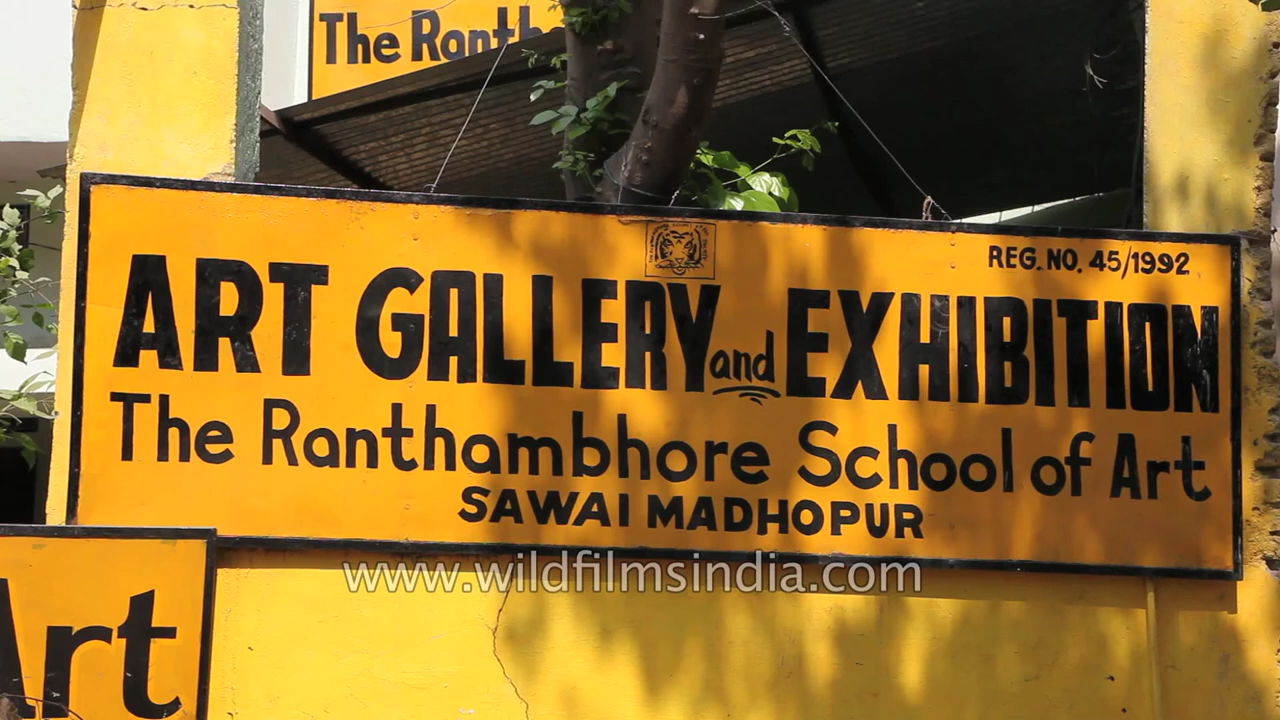 The Ranth
REG. NO. 45/1992
ART GALLERY and EXHIBITION
The Ranthambhore School of Art
SAWAI MADHOPUR
www.wildfilmsindia.com
Art